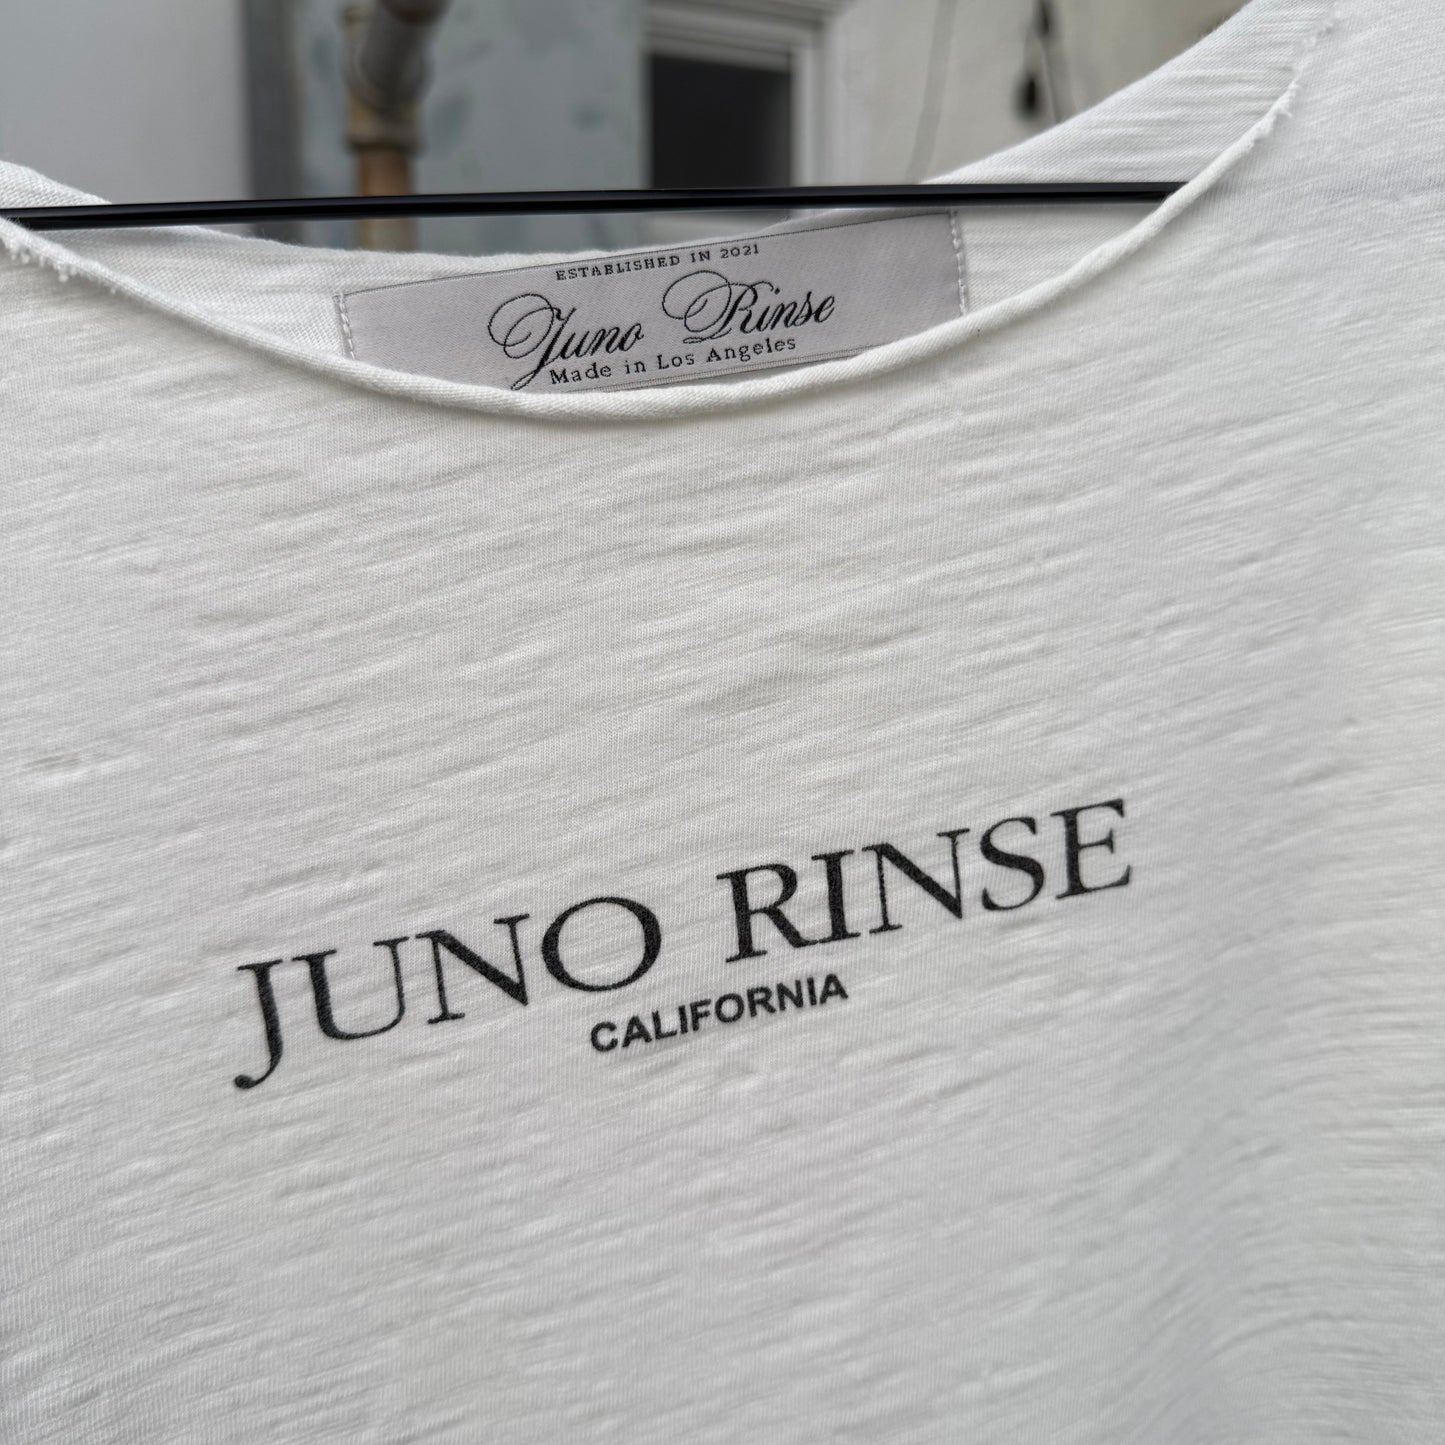 ESTABLISHED IN 2021
Juno Rinse
Made in Los Angeles
JUNO RINSE
CALIFORNIA